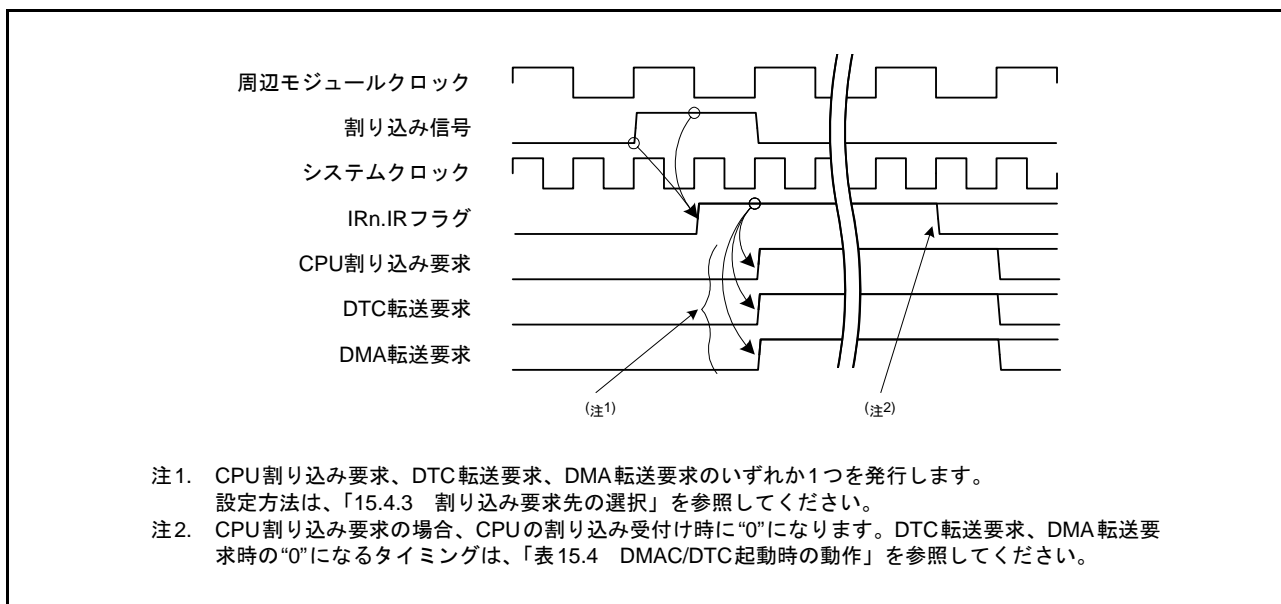 周辺モジュールクロック
割り込み信号
システムクロック
IRn.IRフラグ
CPU割り込み要求
DTC転送要求
DMA転送要求
(注1)
(注2)
注1. CPU割り込み要求、DTC転送要求、DMA転送要求のいずれか1つを発行します。
設定方法は、「15.4.3 割り込み要求先の選択」を参照してください。
注2. CPU割り込み要求の場合、CPUの割り込み受付け時に“0”になります。DTC転送要求、DMA転送要
求時の“0”になるタイミングは、「表15.4 DMAC/DTC起動時の動作」を参照してください。